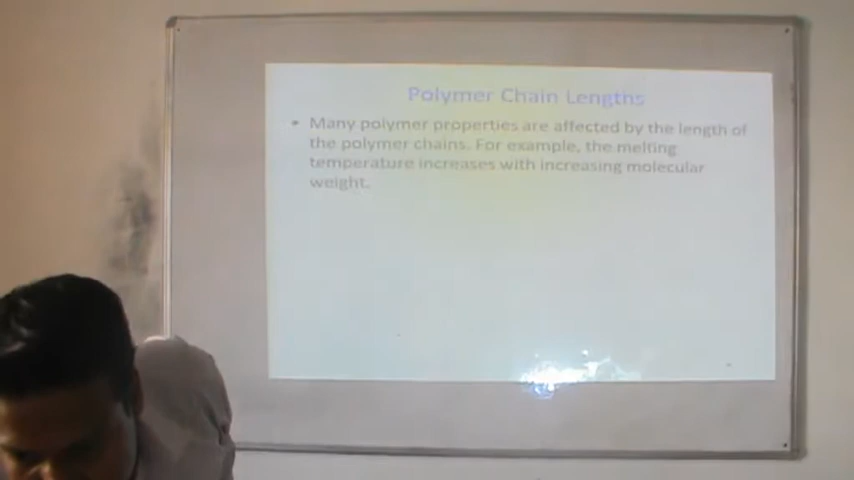 Polymer Chain Lengths
• Many polymer properties are affected by the length of
the polymer chains. For example, the melting
temperature increases with increasing molecular
weight.